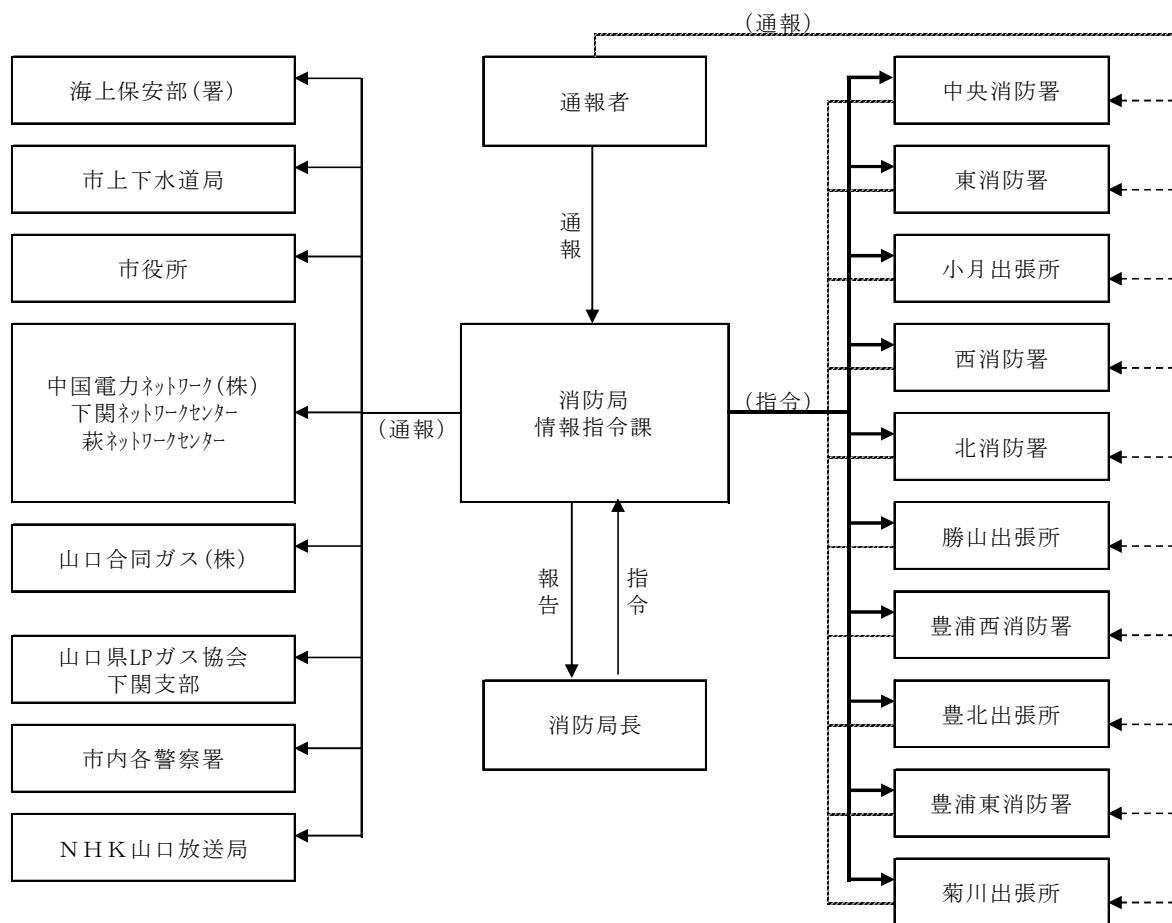 (通報)
海上保安部(署)
市上下水道局
市役所
中国電力ネットワーク(株)
下関ネットワークセンター
萩ネットワークセンター
山口合同ガス(株)
山口県LPガス協会
下関支部
市内各警察署
NHK山口放送局
(通報)
通報者
通報
消防局
情報指令課
報告
指令
消防局長
(指令)
中央消防署
東消防署
小月出張所
西消防署
北消防署
勝山出張所
豊浦西消防署
豊北出張所
豊浦東消防署
菊川出張所